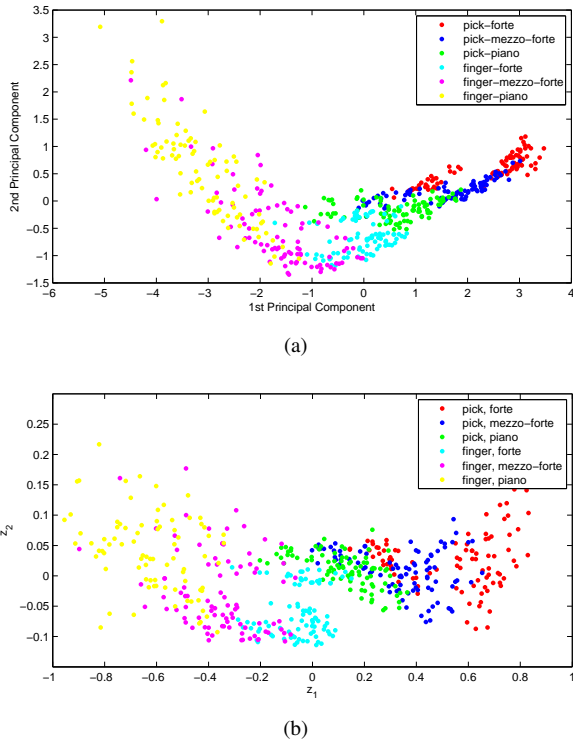 3.5
3
2.5
2
1.5
1
0.5
0
−0.5
−1
−1.5
2nd Principal Component
pick−forte
pick−mezzo−forte
pick−piano
finger−forte
finger−mezzo−forte
finger−piano
−6 −5 −4 −3 −2 −1 0 1 2 3 4
1st Principal Component
(a)
0.25
0.2
0.15
0.1
0.05
0
−0.05
−0.1
z2
pick, forte
pick, mezzo−forte
pick, piano
finger, forte
finger, mezzo−forte
finger, piano
−1 −0.8 −0.6 −0.4 −0.2 0 0.2 0.4 0.6 0.8 1
z1
(b)